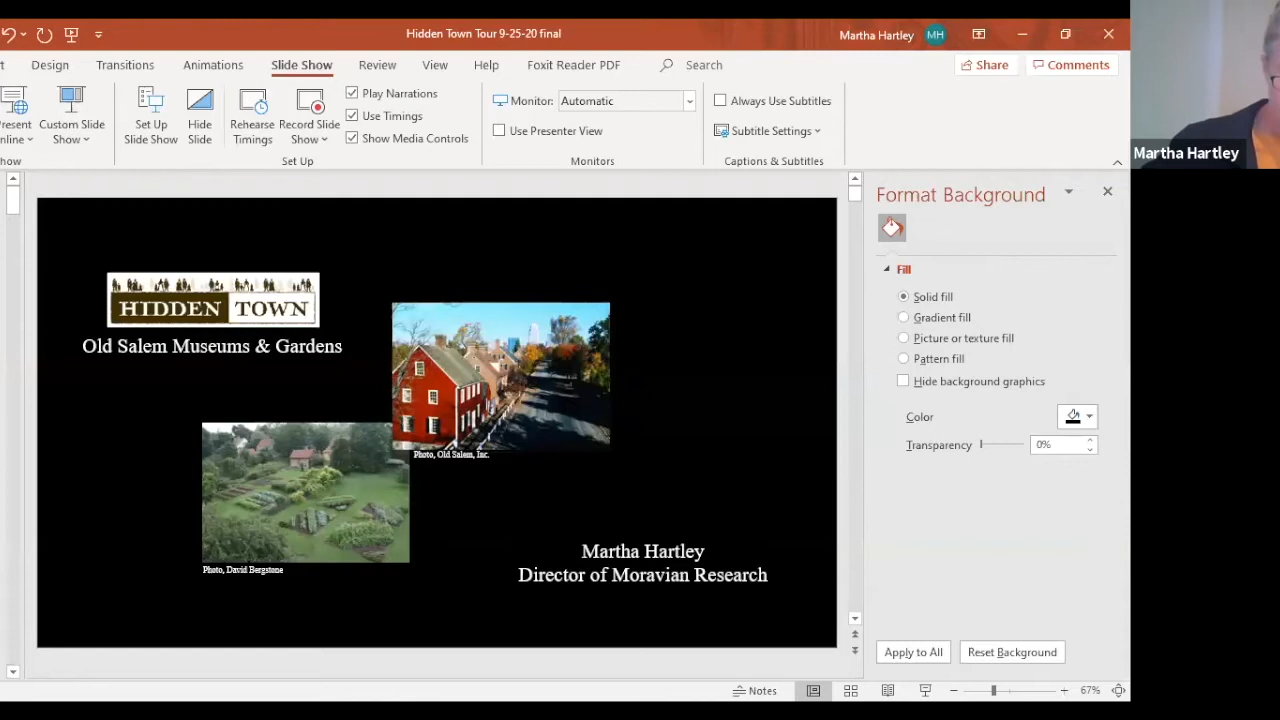 Hidden Town Tour 9-25-20 final
Martha Hartley
MH
Design
Transitions
Animations
Slide Show
Review
View
Help
Foxit Reader PDF
Search
Share
Comments
Custom Slide
Show
Set Up
Slide Show
Hide
Slide
Rehearse
Timings
Record Slide
Show
Play Narrations
Use Timings
Show Media Controls
Set Up
Monitor: Automatic
Use Presenter View
Monitors
Always Use Subtitles
Subtitle Settings
Captions & Subtitles
Martha Hartley
HIDDEN TOWN
Old Salem Museums & Gardens
Photo, Old Salem, Inc.
Photo, David Bergstone
Martha Hartley
Director of Moravian Research
Format Background
Fill
Solid fill
Gradient fill
Picture or texture fill
Pattern fill
Hide background graphics
Color
Transparency 0%
Apply to All
Reset Background
Notes
67%